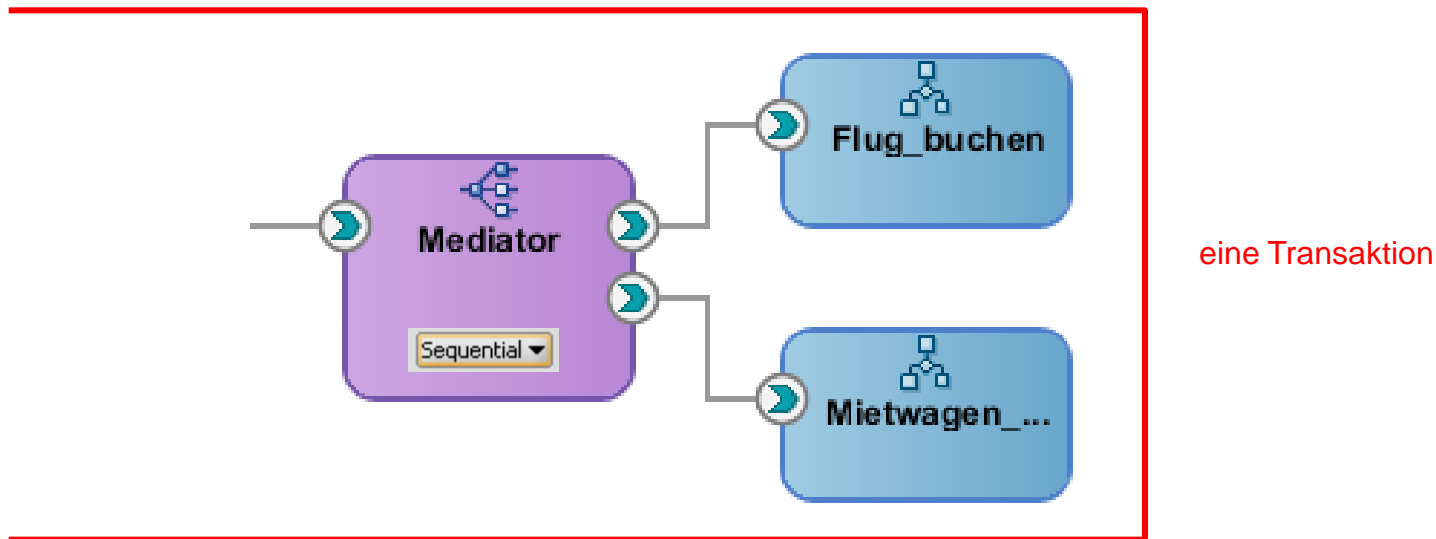 Flug_buchen
Mediator
eine Transaktion
Sequential
Mietwagen_...